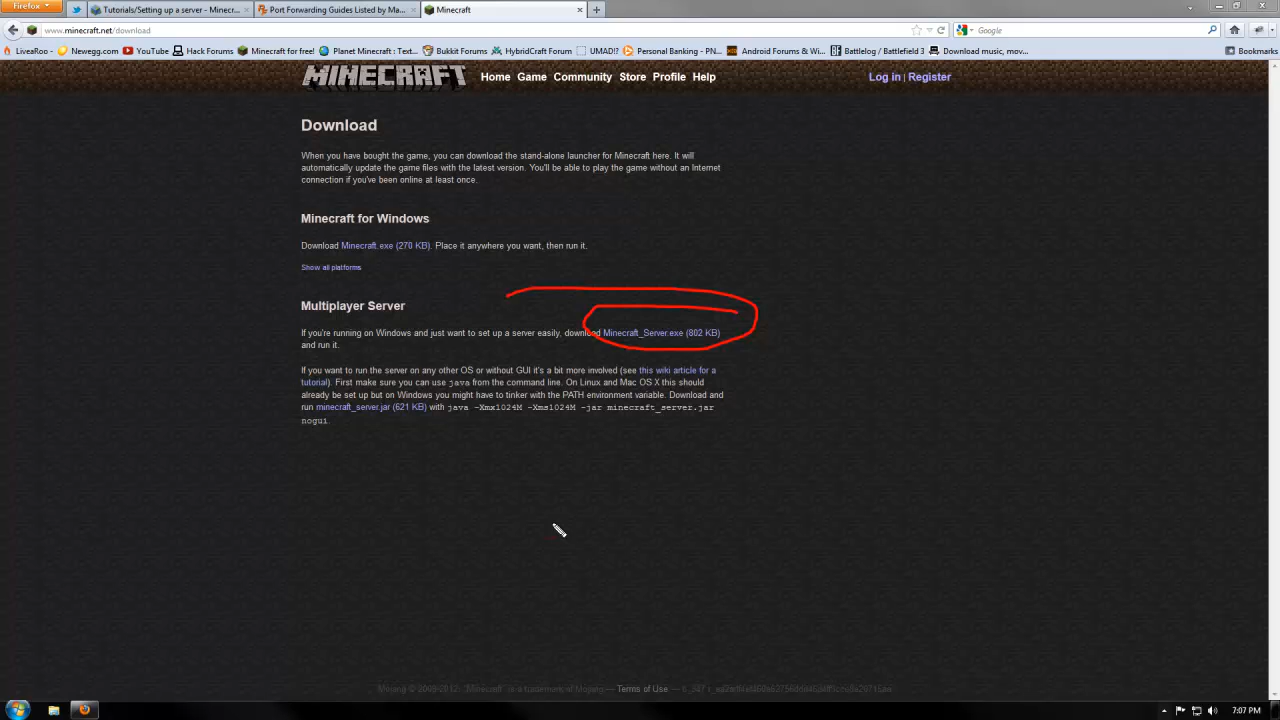 Firefox
Tutorials/Setting up a server - Minecr...
Port Forwarding Guides Listed by Ma...
Minecraft
www.minecraft.net/download
Google
LiveaRoo
Newegg.com
YouTube
Hack Forums
Minecraft for free!
Planet Minecraft : Text...
Bukkit Forums
HybridCraft Forum
UMAD!?
Personal Banking - PN...
Android Forums & Wi...
Battlelog / Battlefield 3
Download music, mov...
Bookmarks
MINECRAFT
Home Game Community Store Profile Help
Log in | Register
Download
When you have bought the game, you can download the stand-alone launcher for Minecraft here. It will
automatically update the game files with the latest version. You'll be able to play the game without an Internet
connection if you've been online at least once.
Minecraft for Windows
Download Minecraft.exe (270 KB). Place it anywhere you want, then run it.
Show all platforms
Multiplayer Server
If you're running on Windows and just want to set up a server easily, download Minecraft_Server.exe (802 KB)
and run it.
If you want to run the server on any other OS or without GUI it's a bit more involved (see this wiki article for a
tutorial). First make sure you can use java from the command line. On Linux and Mac OS X this should
already be set up but on Windows you might have to tinker with the PATH environment variable. Download and
run minecraft_server.jar (621 KB) with java -Xmx1024M -Xms1024M -jar minecraft_server.jar
nogui.
Mojang © 2009-2012. "Minecraft" is a trademark of Mojang — Terms of Use
7:07 PM